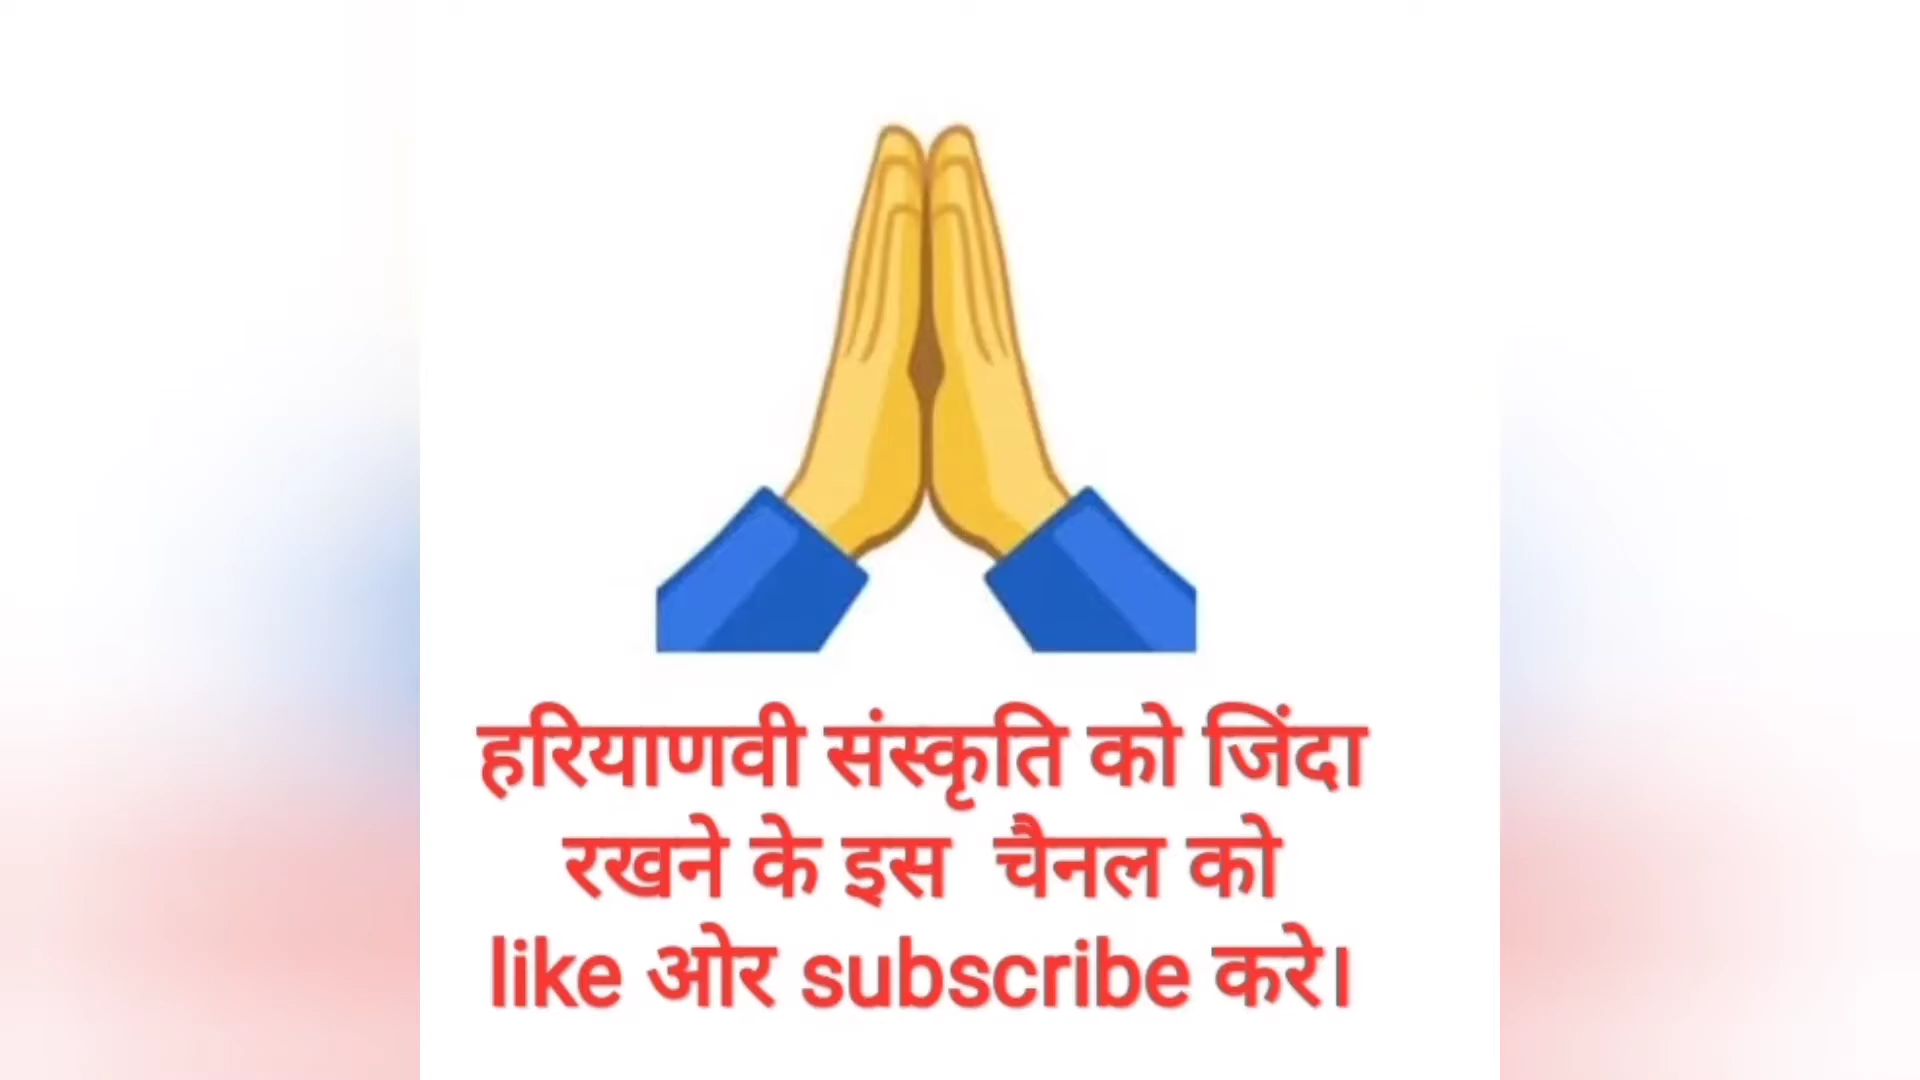 हरियाणवी संस्कृति को जिंदा
रखने के इस चैनल को
like ओर subscribe करे।